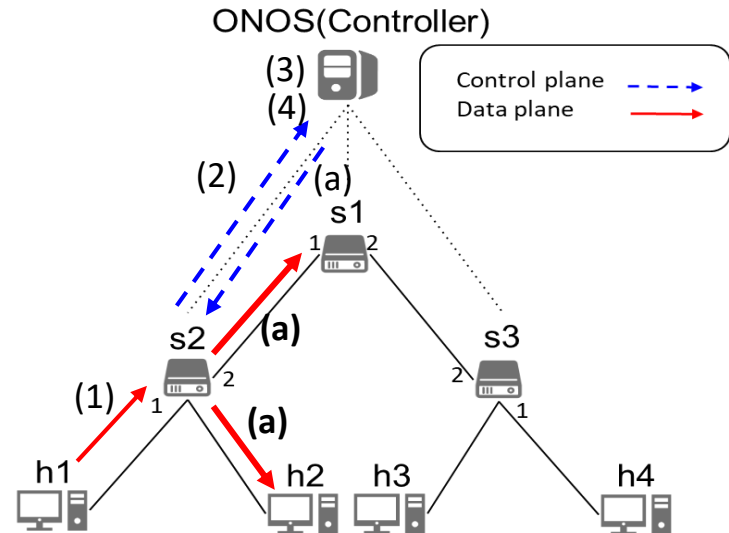 ONOS(Controller)
(3)
(4)
Control plane
Data plane
(2)
(a)
s1
1
2
(a)
s2
s3
2
2
(1)
1
1
(a)
h1
h2
h3
h4